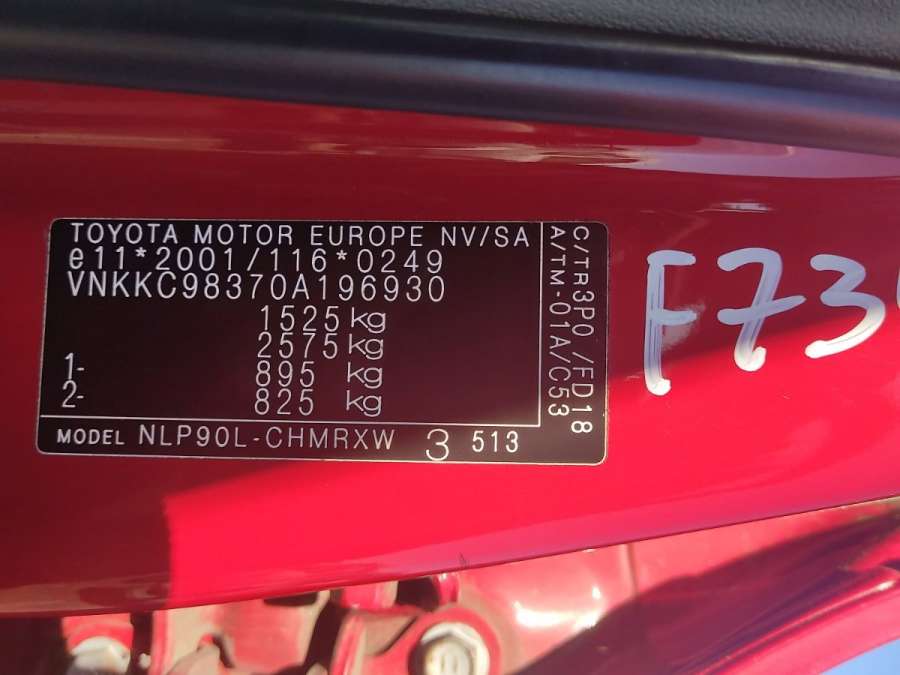 TOYOTA MOTOR EUROPE NV/SA
e11*2001/116*0249
VNKKC98370A196930
1525 kg
2575 kg
1- 895 kg
2- 825 kg
MODEL NLP90L-CHMRXW 3 513
C/TR3P0 /FD18
A/TM-01A/C53
F73